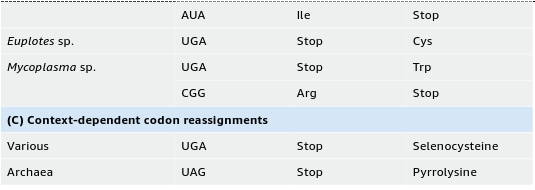 AUA Ile Stop
Euplotes sp. UGA Stop Cys
Mycoplasma sp. UGA Stop Trp
CGG Arg Stop
(C) Context-dependent codon reassignments
Various UGA Stop Selenocysteine
Archaea UAG Stop Pyrrolysine